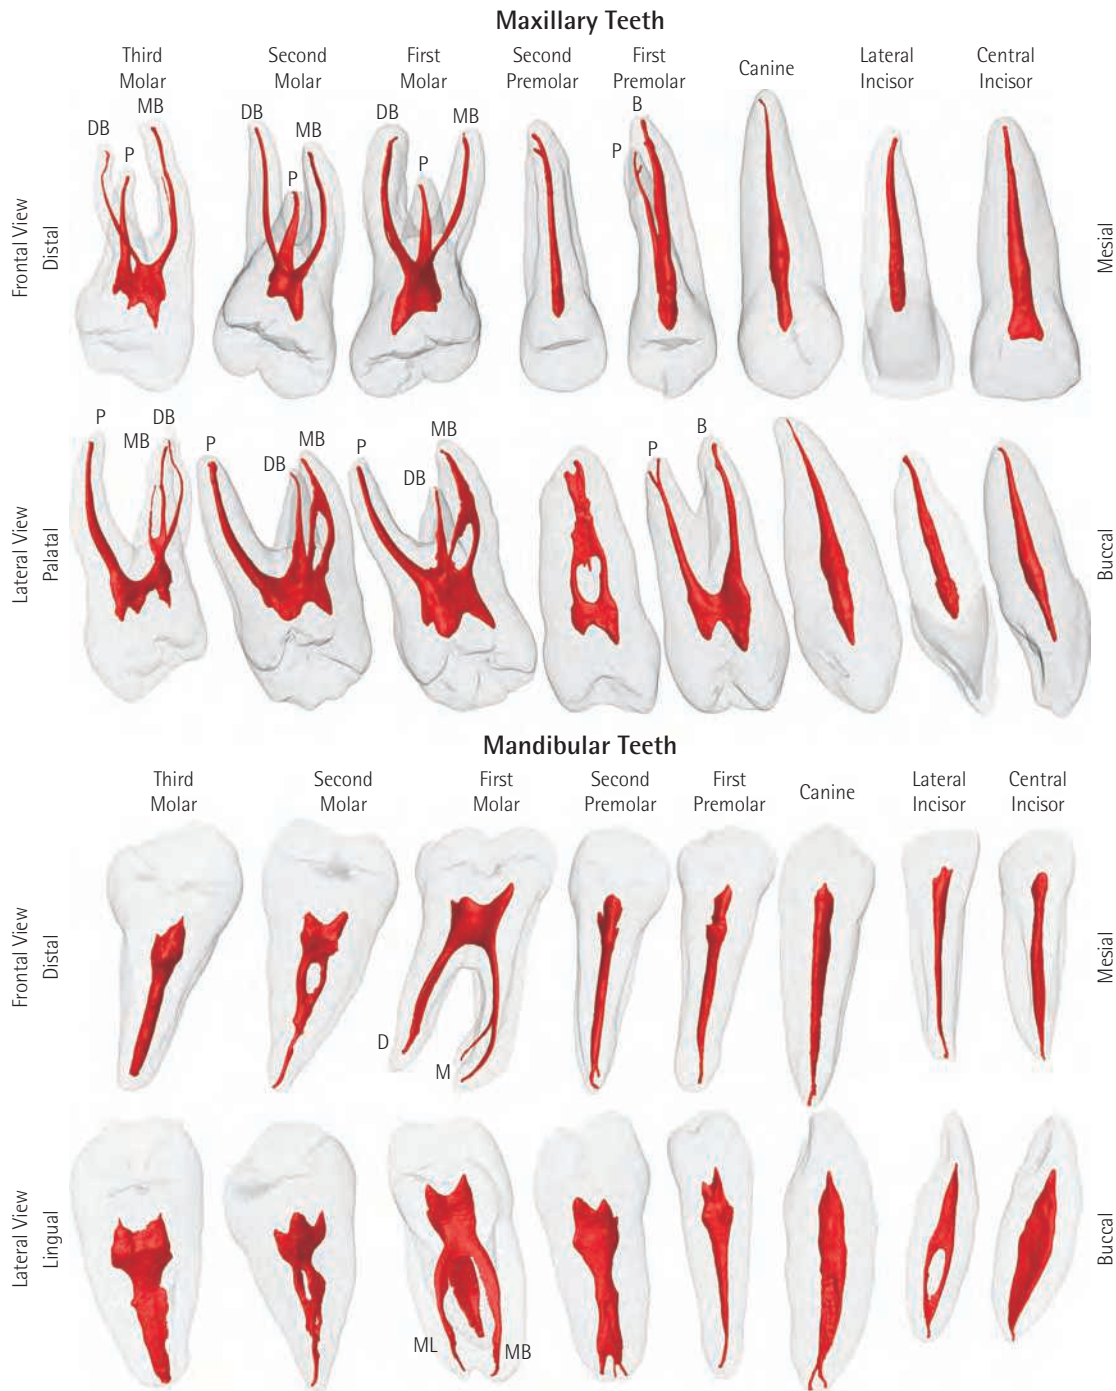 Maxillary Teeth
Third
Molar
Second
Molar
First
Molar
Second
Premolar
First
Premolar
Canine
Lateral
Incisor
Central
Incisor
Frontal View
Distal
DB
MB
P
DB
MB
P
DB
MB
P
B
P
Mesial
Lateral View
Palatal
P
DB
MB
P
MB
DB
P
MB
DB
P
B
Buccal
Mandibular Teeth
Third
Molar
Second
Molar
First
Molar
Second
Premolar
First
Premolar
Canine
Lateral
Incisor
Central
Incisor
Frontal View
Distal
D
M
Mesial
Lateral View
Lingual
ML
MB
Buccal